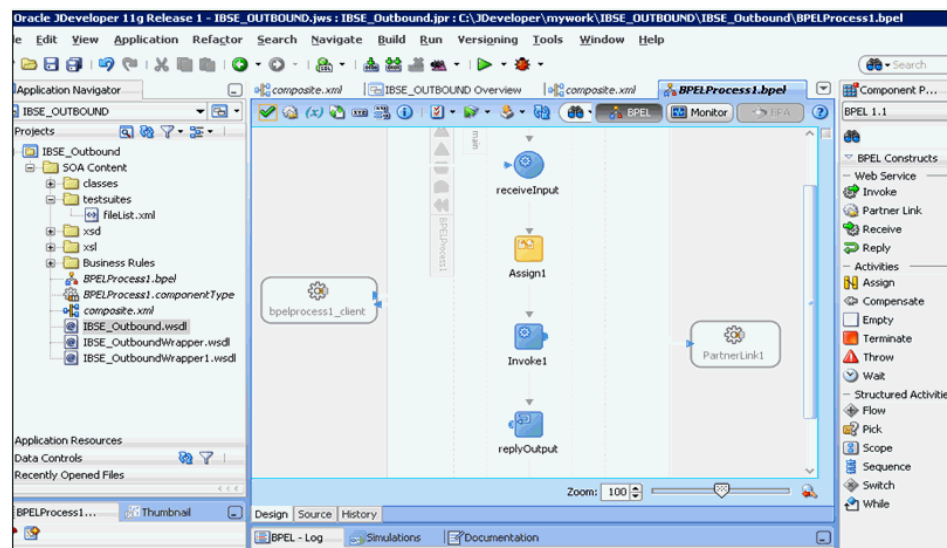 Oracle JDeveloper 11g Release 1 - IBSE_OUTBOUND.jws : IBSE_Outbound.jpr : C:\JDeveloper\mywork\IBSE_OUTBOUND\IBSE_Outbound\BPELProcess1.bpel
Edit View Application Refactor Search Navigate Build Run Versioning Tools Window Help
Search
Application Navigator
composite.xml
IBSE_OUTBOUND Overview
composite.xml
BPELProcess1.bpel
Component P...
IBSE_OUTBOUND
BPEL
Monitor
BPA
BPEL 1.1
Projects
IBSE_Outbound
SOA Content
classes
testsuites
fileList.xml
xsd
xsl
Business Rules
BPELProcess1.bpel
BPELProcess1.componentType
composite.xml
IBSE_Outbound.wsdl
IBSE_OutboundWrapper.wsdl
IBSE_OutboundWrapper1.wsdl
Application Resources
Data Controls
Recently Opened Files
BPELProcess1...
Thumbnail
main
BPELProcess1
receiveInput
Assign1
bpelprocess1_client
Invoke1
PartnerLink1
replyOutput
Zoom: 100
Design Source History
BPEL - Log
Simulations
Documentation
BPEL Constructs
Web Service
Invoke
Partner Link
Receive
Reply
Activities
Assign
Compensate
Empty
Terminate
Throw
Wait
Structured Activitie
Flow
Pick
Scope
Sequence
Switch
While